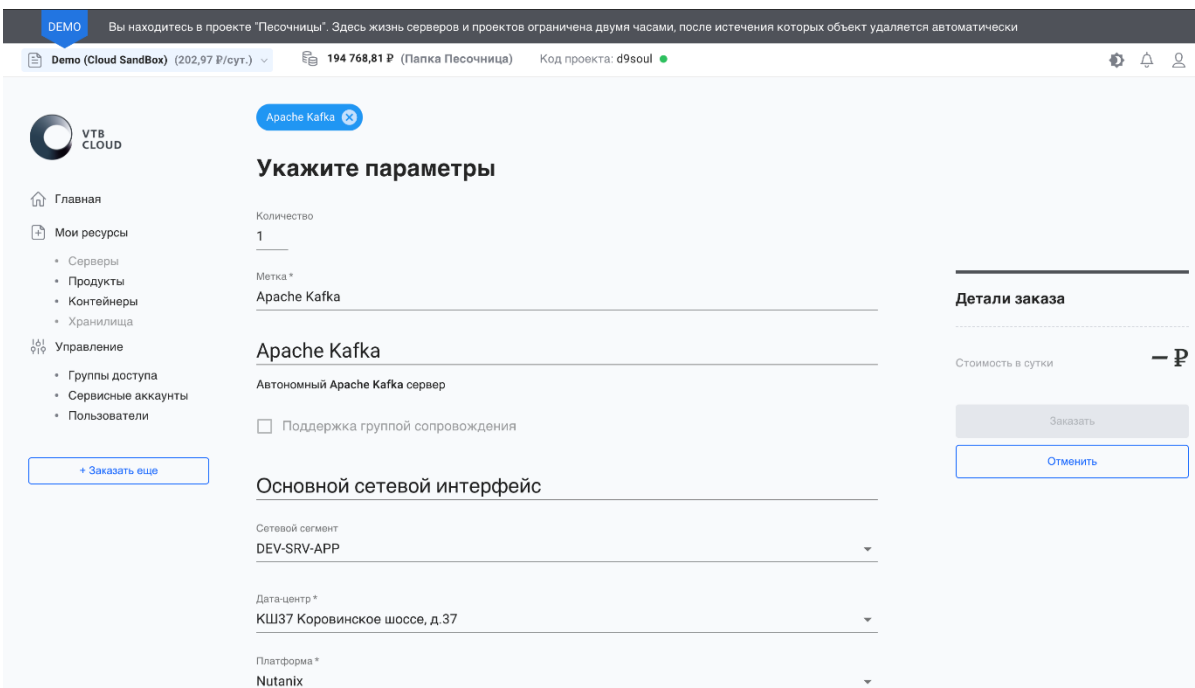 DEMO Вы находитесь в проекте "Песочницы". Здесь жизнь серверов и проектов ограничена двумя часами, после истечения которых объект удаляется автоматически
Demo (Cloud SandBox) (202,97 ₽/сут.) 194 768,81 ₽ (Папка Песочница) Код проекта: d9soul
VTB
CLOUD
Главная
Мои ресурсы
• Серверы
• Продукты
• Контейнеры
• Хранилища
Управление
• Группы доступа
• Сервисные аккаунты
• Пользователи
+ Заказать еще
Apache Kafka
Укажите параметры
Количество
1
Метка *
Apache Kafka
Apache Kafka
Автономный Apache Kafka сервер
Поддержка группой сопровождения
Основной сетевой интерфейс
Сетевой сегмент
DEV-SRV-APP
Дата-центр *
КШ37 Коровинское шоссе, д.37
Платформа *
Nutanix
Детали заказа
Стоимость в сутки — ₽
Заказать
Отменить